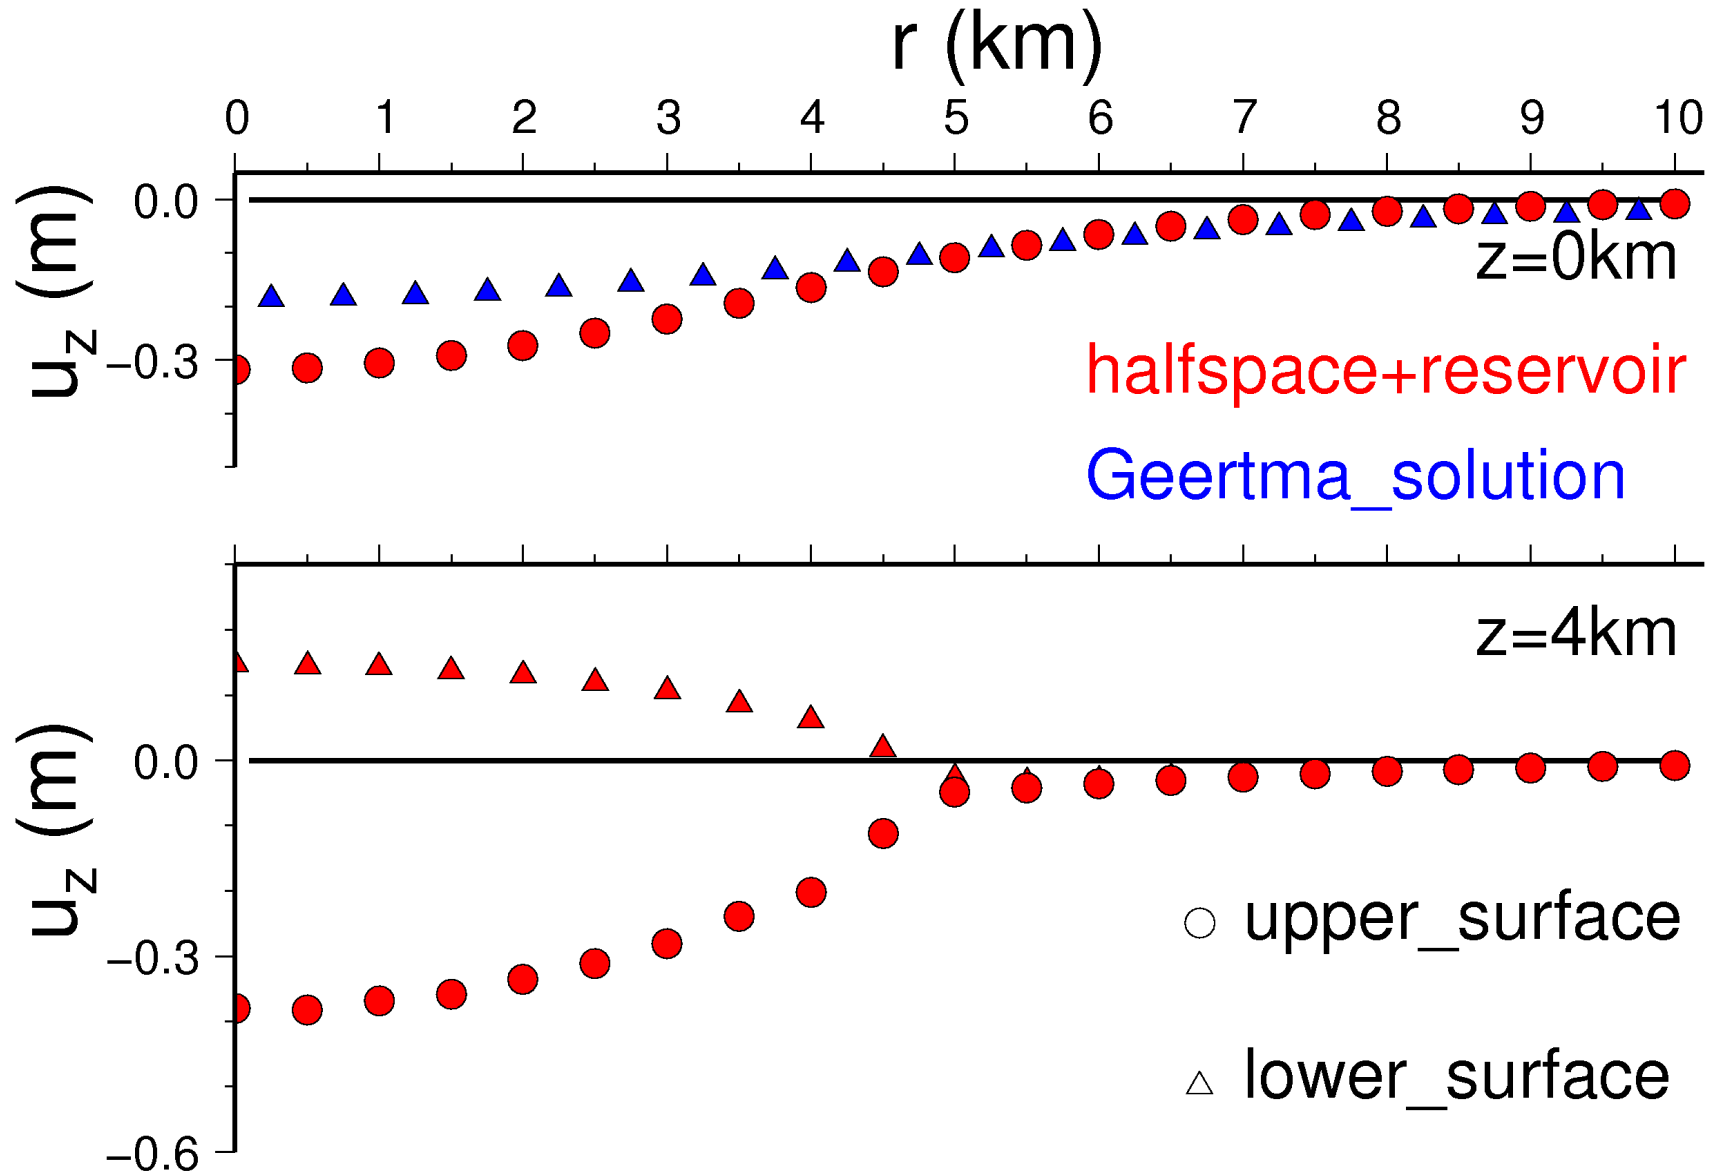 r (km)
0 1 2 3 4 5 6 7 8 9 10
0.0
−0.3
u_z (m)
z=0km
halfspace+reservoir
Geertma_solution
z=4km
0.0
−0.3
−0.6
u_z (m)
upper_surface
lower_surface